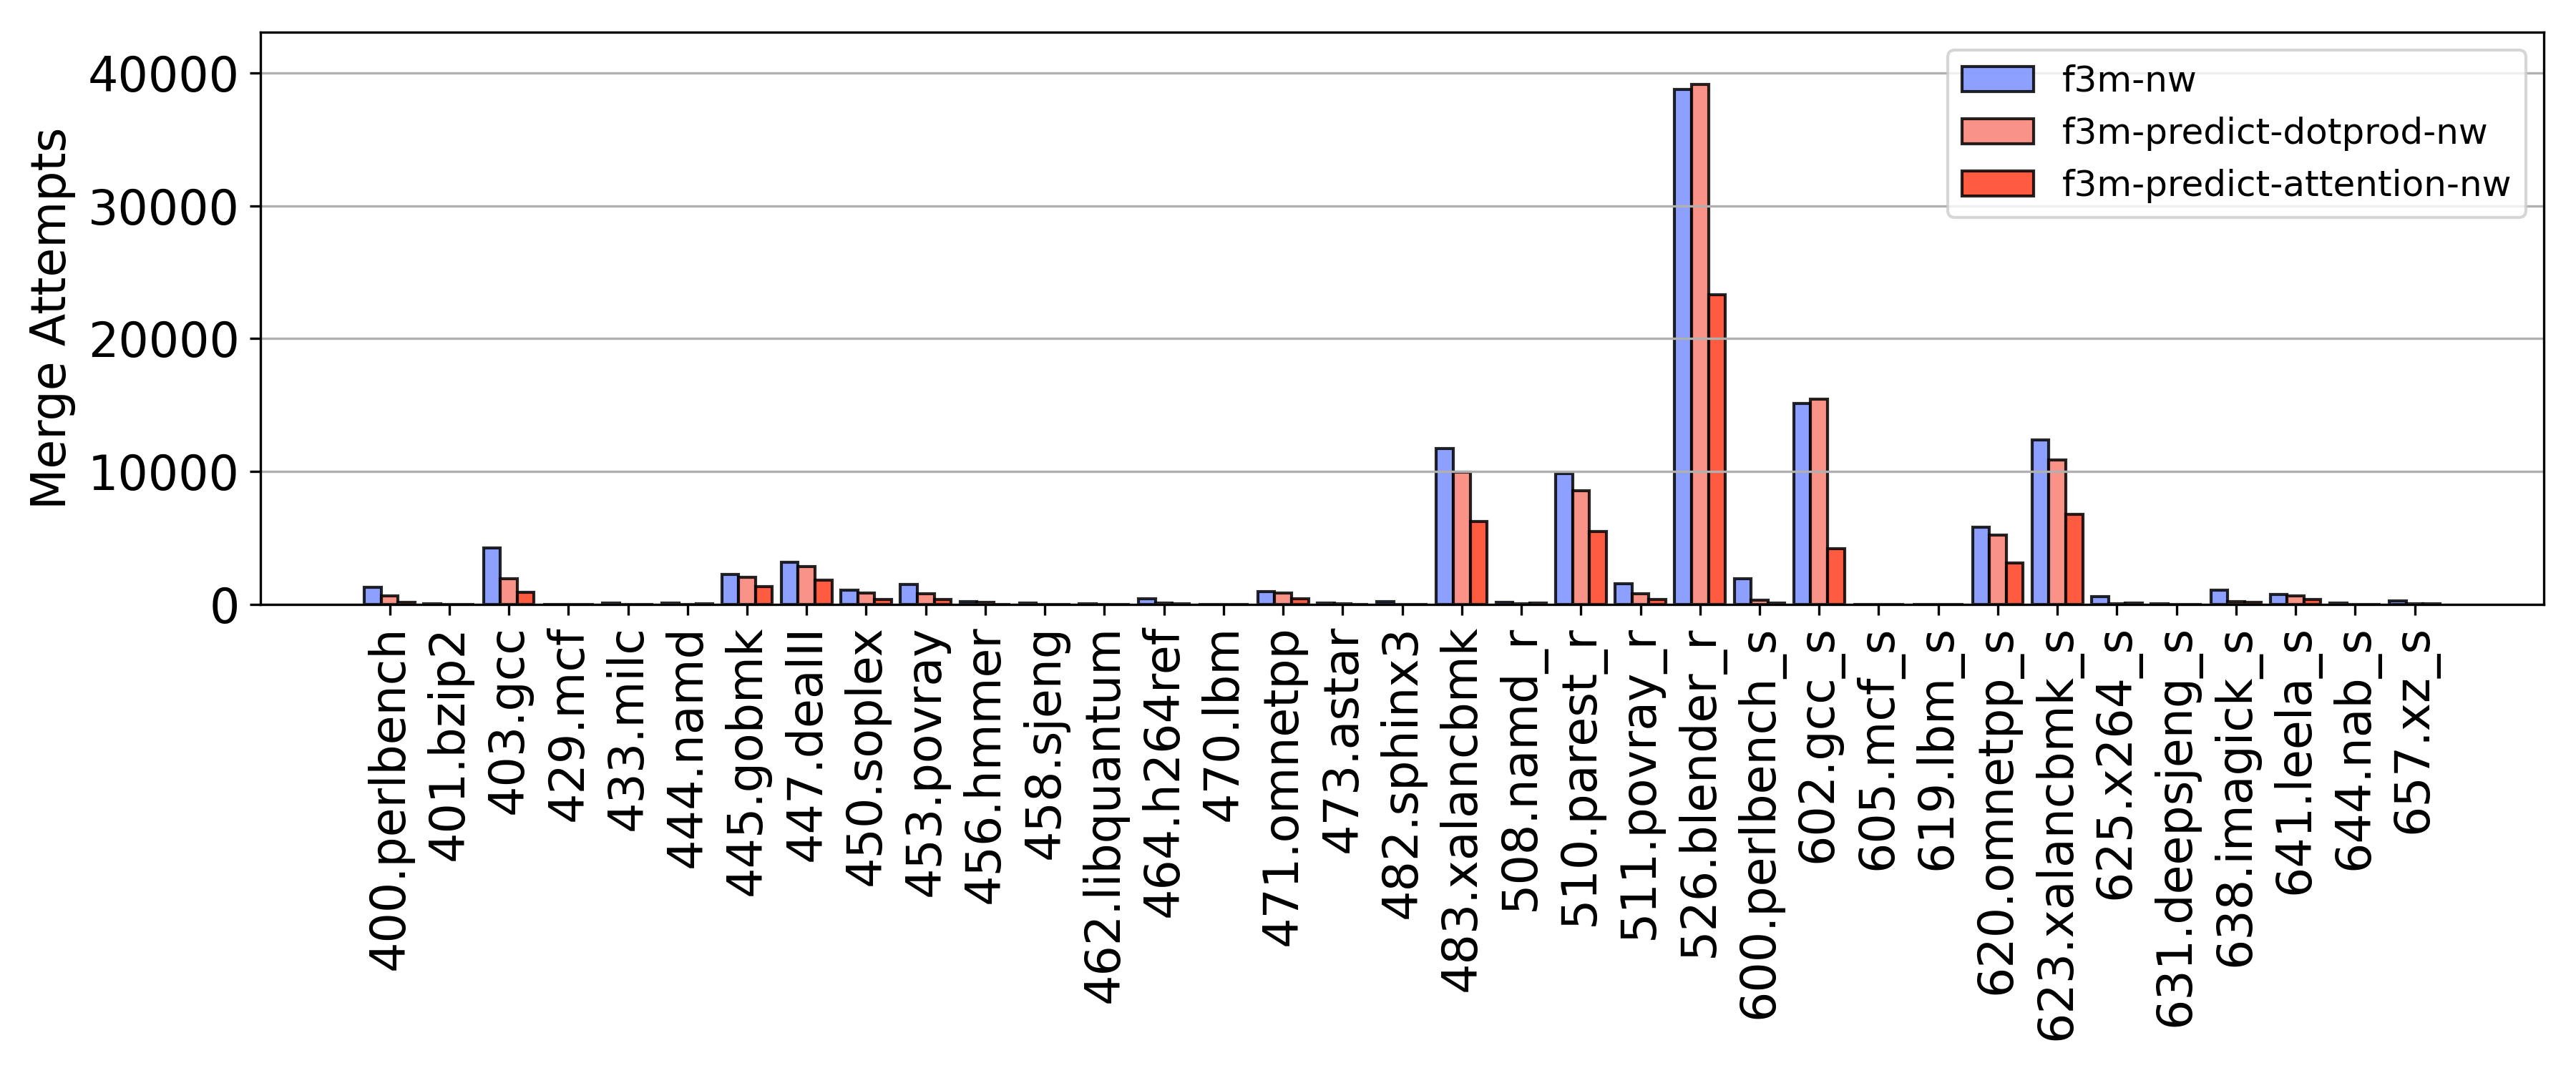 Merge Attempts
40000
30000
20000
10000
0
f3m-nw
f3m-predict-dotprod-nw
f3m-predict-attention-nw
400.perlbench
401.bzip2
403.gcc
429.mcf
433.milc
444.namd
445.gobmk
447.dealII
450.soplex
453.povray
456.hmmer
458.sjeng
462.libquantum
464.h264ref
470.lbm
471.omnetpp
473.astar
482.sphinx3
483.xalancbmk
508.namd_r
510.parest_r
511.povray_r
526.blender_r
600.perlbench_s
602.gcc_s
605.mcf_s
619.lbm_s
620.omnetpp_s
623.xalancbmk_s
625.x264_s
631.deepsjeng_s
638.imagick_s
641.leela_s
644.nab_s
657.xz_s